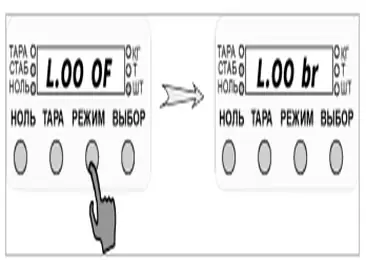 ТАРА
СТАБ
НОЛЬ
L.00 0F
КГ
Т
ШТ
НОЛЬ ТАРА РЕЖИМ ВЫБОР
ТАРА
СТАБ
НОЛЬ
L.00 br
КГ
Т
ШТ
НОЛЬ ТАРА РЕЖИМ ВЫБОР